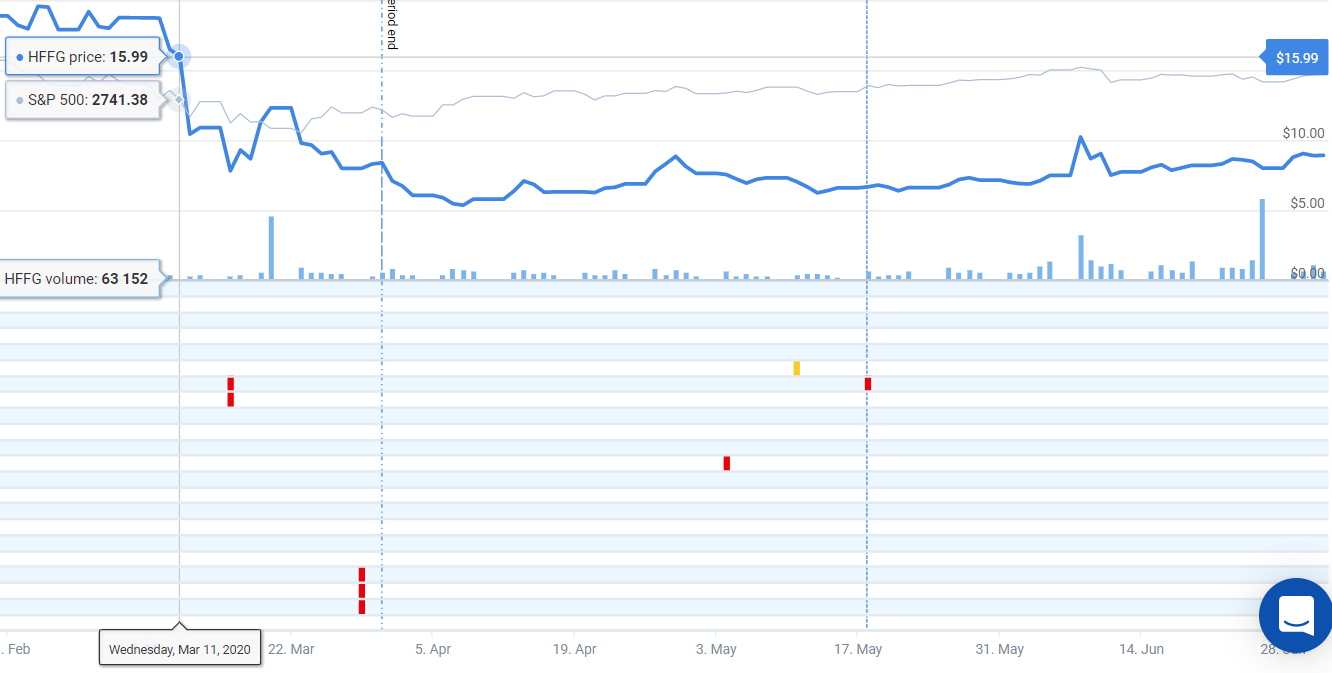 eriod end
HFFG price: 15.99
$15.99
S&P 500: 2741.38
$10.00
$5.00
HFFG volume: 63 152
$0.00
. Feb
Wednesday, Mar 11, 2020
22. Mar
5. Apr
19. Apr
3. May
17. May
31. May
14. Jun
28.